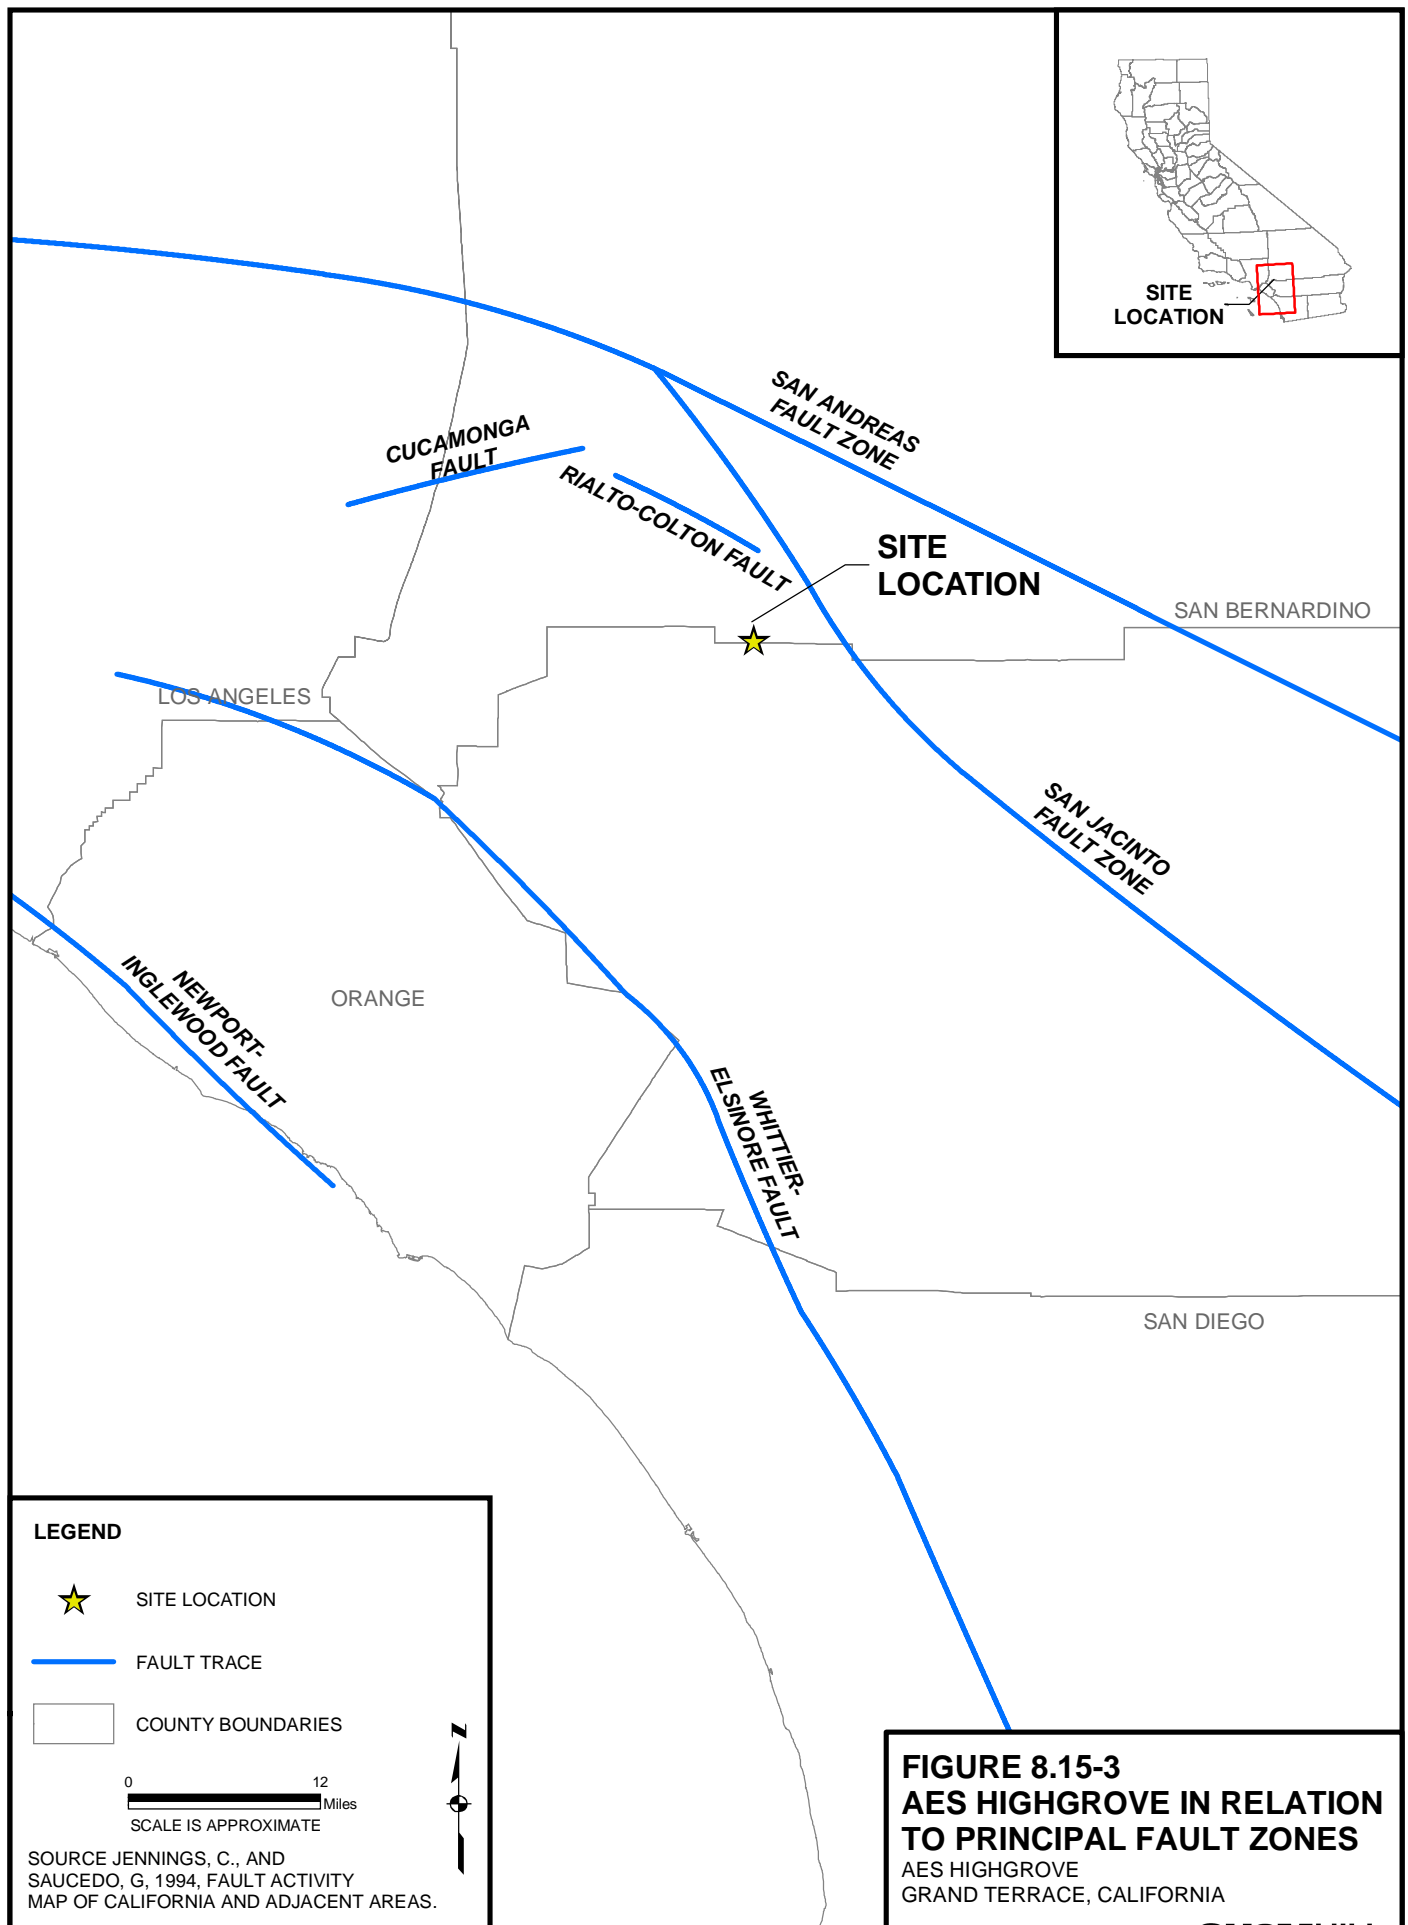 SITE
LOCATION
SAN ANDREAS
FAULT ZONE
CUCAMONGA
FAULT
RIALTO-COLTON FAULT
SITE
LOCATION
SAN BERNARDINO
LOS ANGELES
SAN JACINTO
FAULT ZONE
NEWPORT-
INGLEWOOD FAULT
ORANGE
WHITTIER-
ELSINORE FAULT
SAN DIEGO
LEGEND
SITE LOCATION
FAULT TRACE
COUNTY BOUNDARIES
N
0 12
Miles
SCALE IS APPROXIMATE
SOURCE JENNINGS, C., AND
SAUCEDO, G, 1994, FAULT ACTIVITY
MAP OF CALIFORNIA AND ADJACENT AREAS.
FIGURE 8.15-3
AES HIGHGROVE IN RELATION
TO PRINCIPAL FAULT ZONES
AES HIGHGROVE
GRAND TERRACE, CALIFORNIA